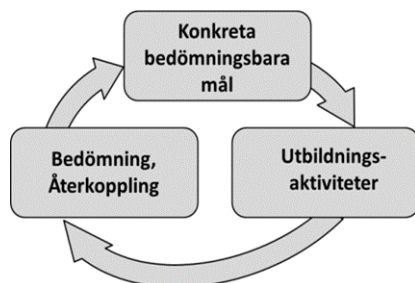 Konkreta
bedömningsbara
mål
Bedömning,
Återkoppling
Utbildnings-
aktiviteter